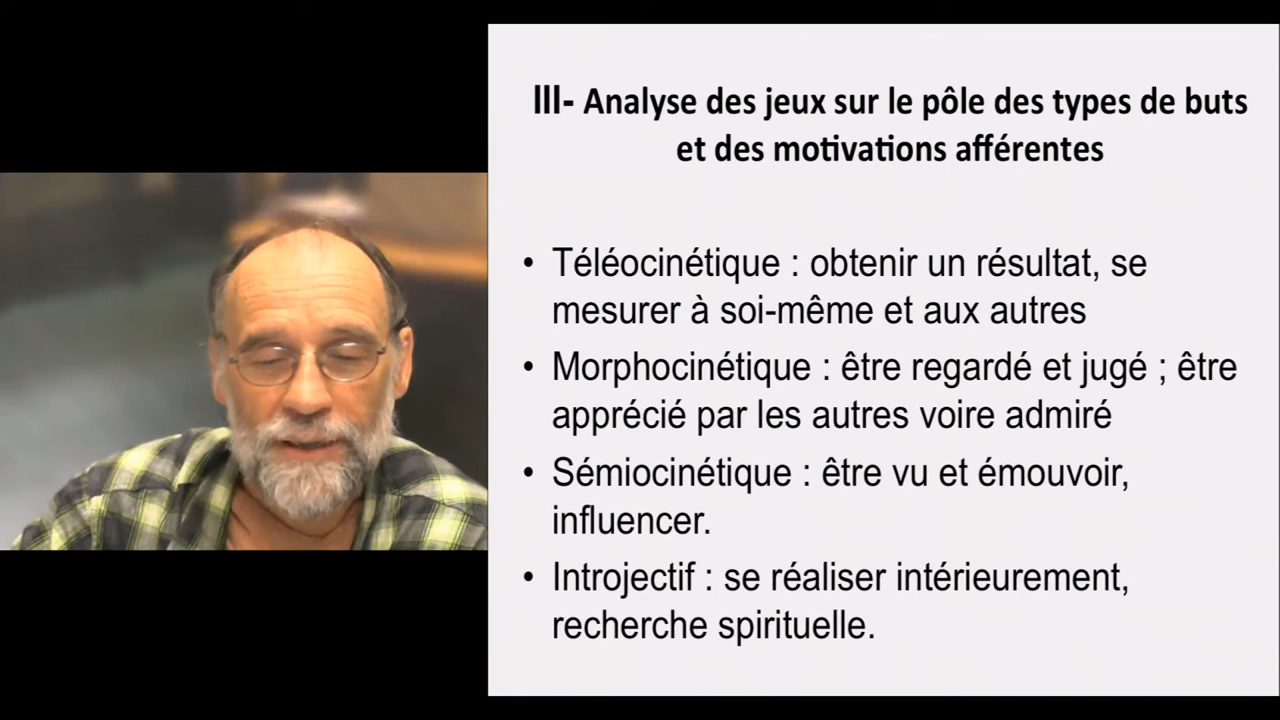 III- Analyse des jeux sur le pôle des types de buts
et des motivations afférentes
• Téléocinétique : obtenir un résultat, se
mesurer à soi-même et aux autres
• Morphocinétique : être regardé et jugé ; être
apprécié par les autres voire admiré
• Sémiocinétique : être vu et émouvoir,
influencer.
• Introjectif : se réaliser intérieurement,
recherche spirituelle.